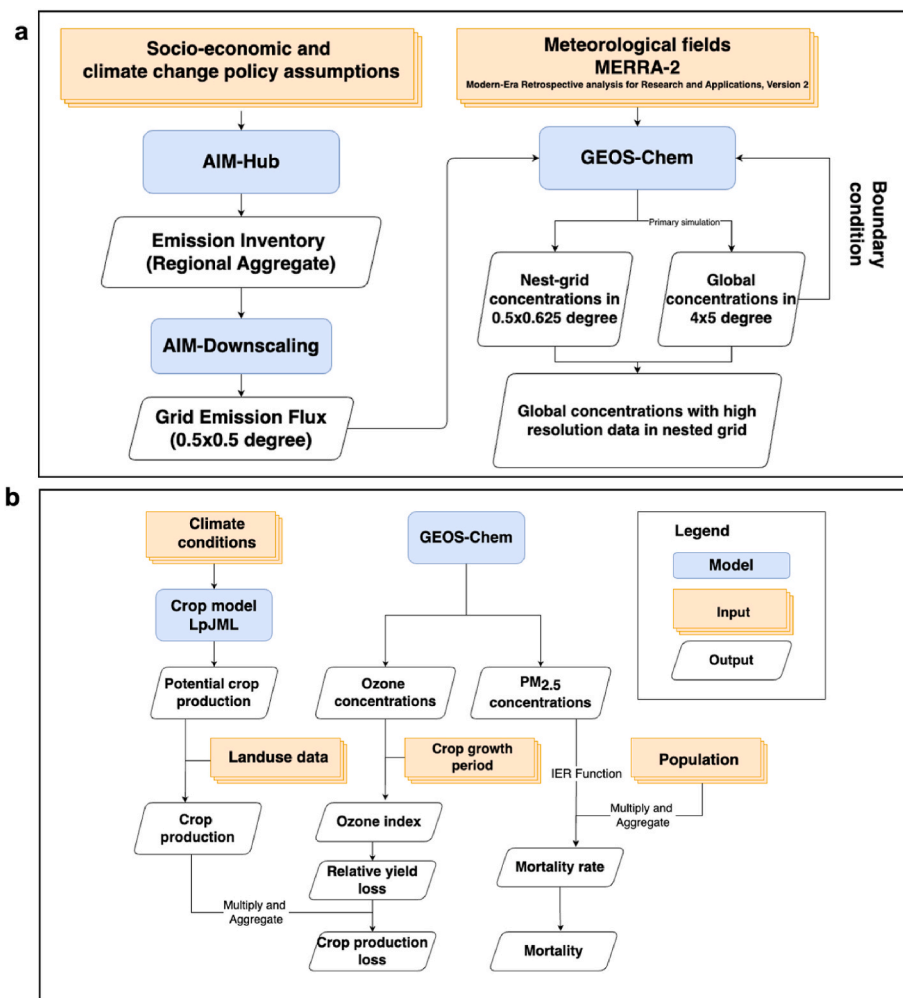 a
Socio-economic and
climate change policy assumptions
Meteorological fields
MERRA-2
Modern-Era Retrospective analysis for Research and Applications, Version 2
AIM-Hub
GEOS-Chem
Boundary
condition
Emission Inventory
(Regional Aggregate)
Primary simulation
Nest-grid
concentrations in
0.5x0.625 degree
Global
concentrations in
4x5 degree
AIM-Downscaling
Grid Emission Flux
(0.5x0.5 degree)
Global concentrations with high
resolution data in nested grid
b
Climate
conditions
GEOS-Chem
Legend
Model
Input
Output
Crop model
LpJML
Potential crop
production
Ozone
concentrations
PM2.5
concentrations
Landuse data
Crop growth
period
IER Function
Population
Multiply and
Aggregate
Crop
production
Ozone index
Relative yield
loss
Mortality rate
Multiply and
Aggregate
Crop production
loss
Mortality